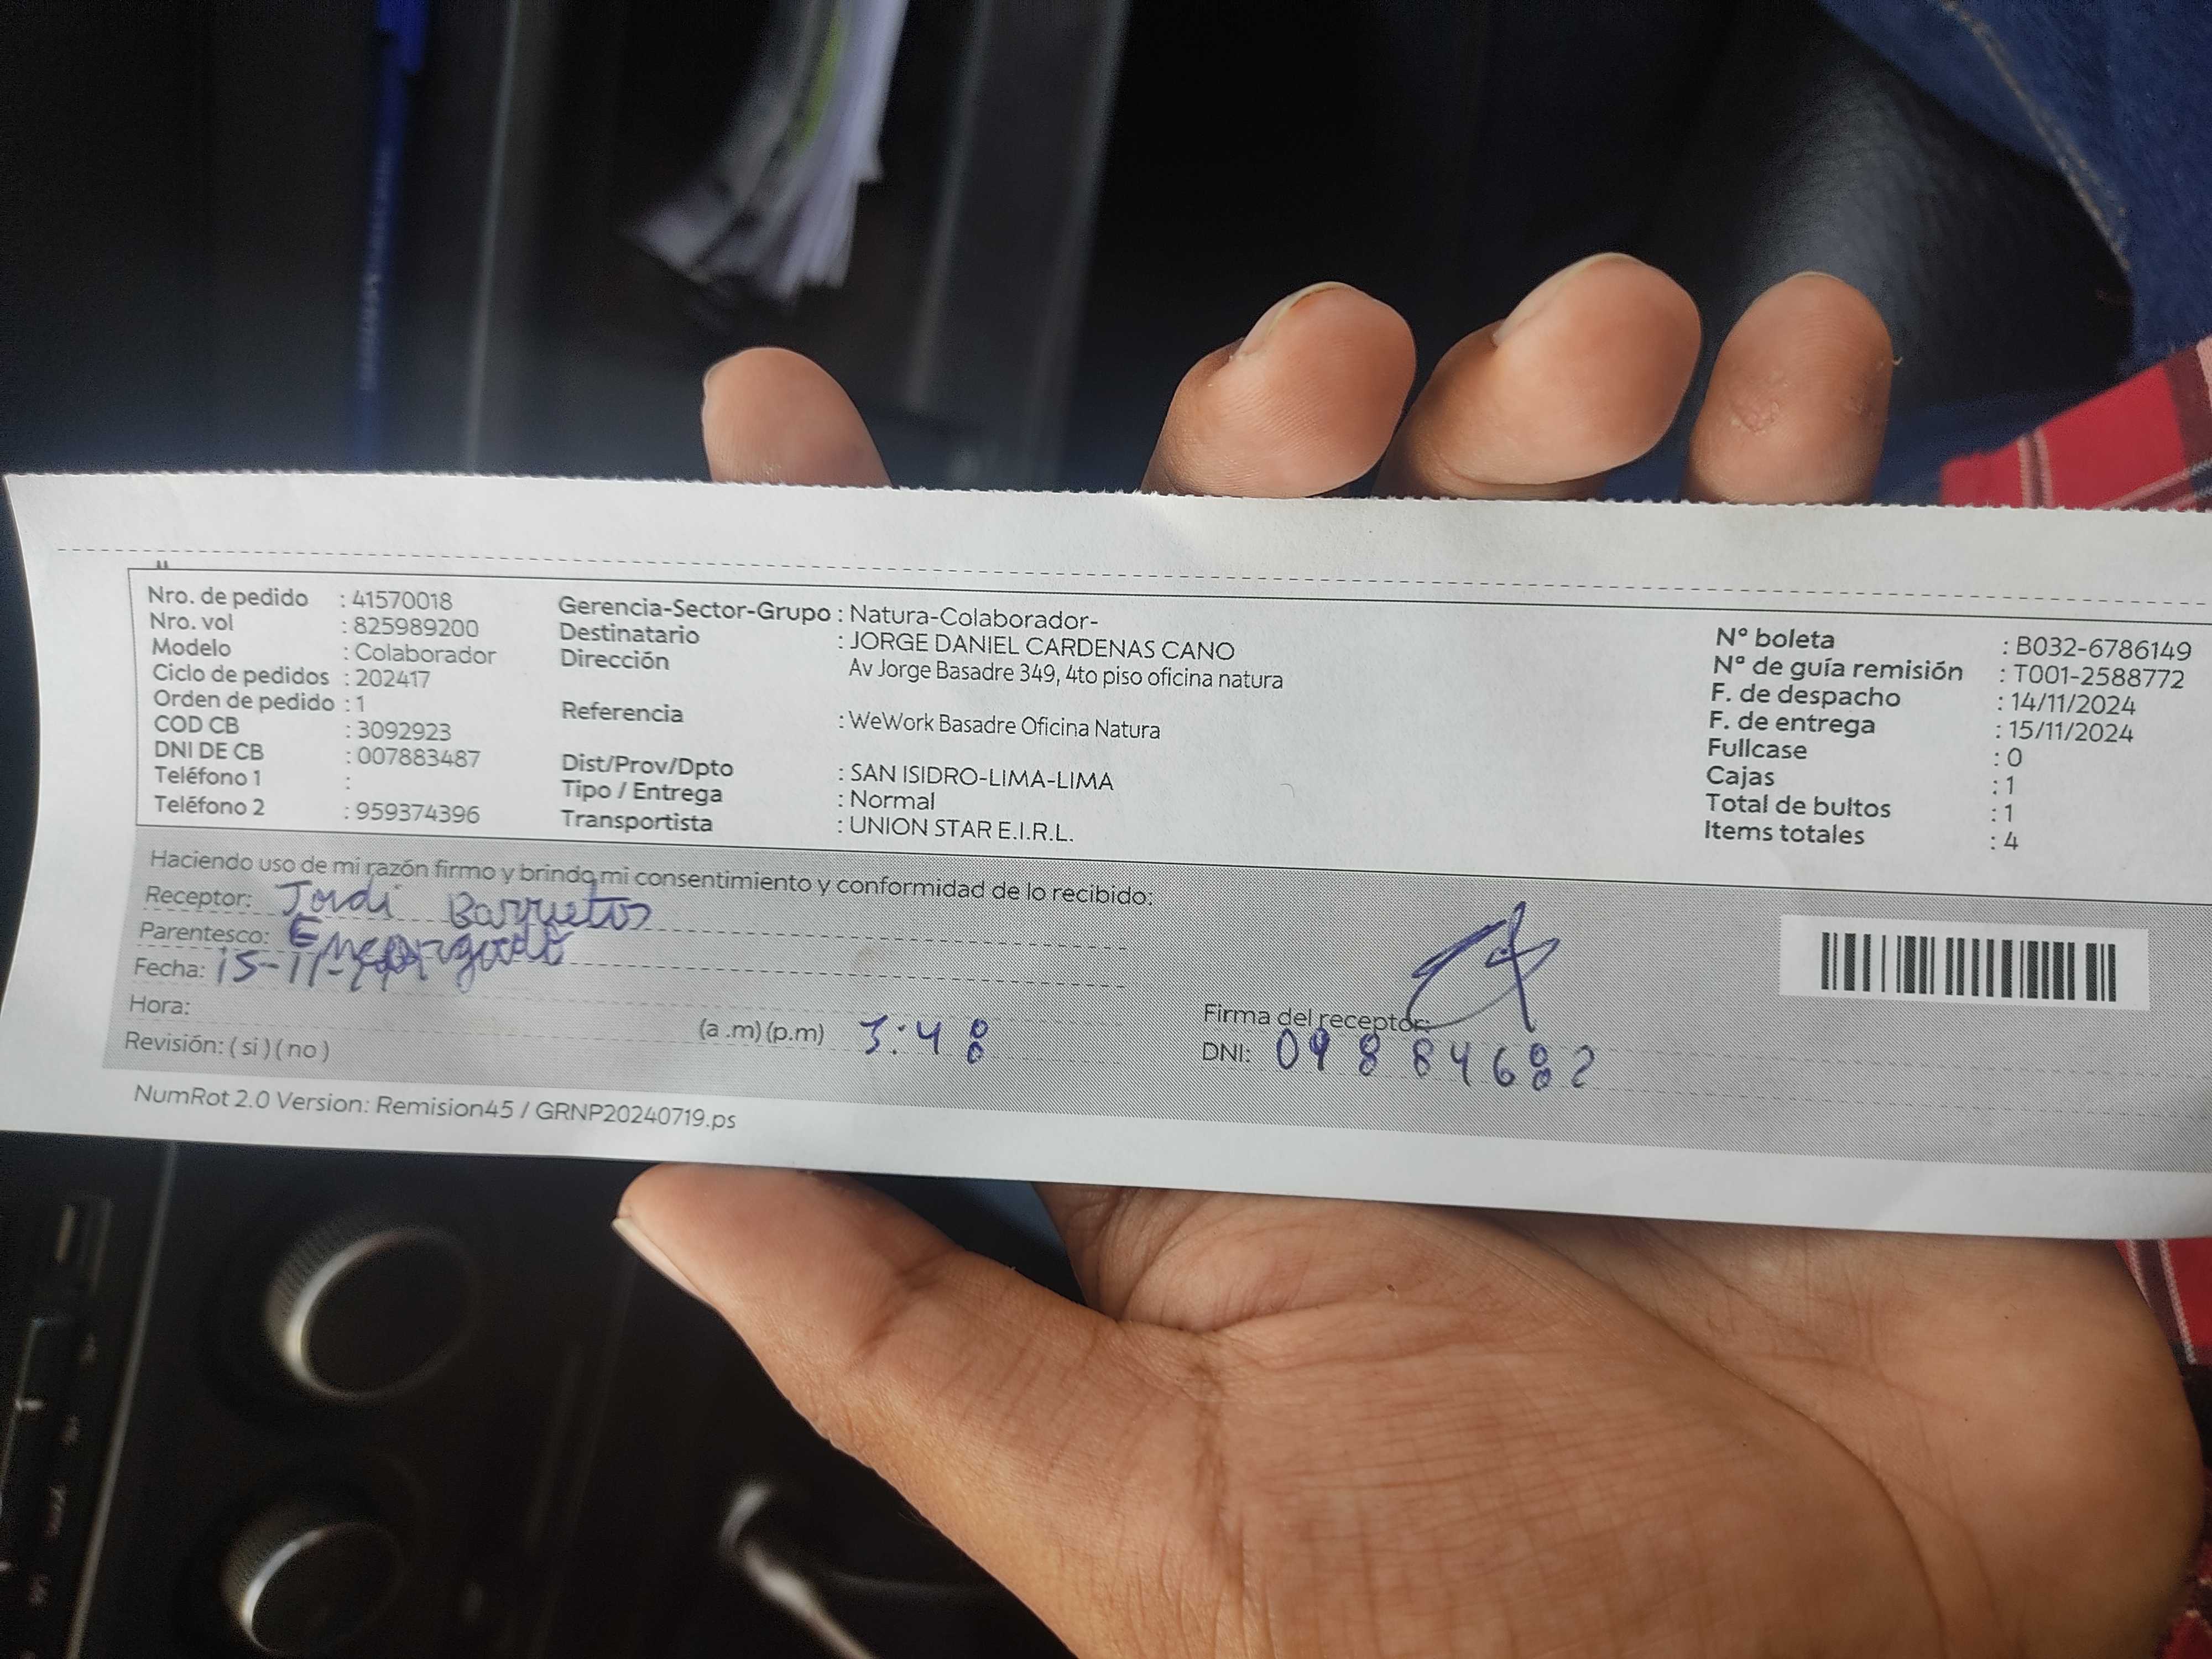 Nro. de pedido : 41570018
Nro. vol : 825989200
Modelo : Colaborador
Ciclo de pedidos : 202417
Orden de pedido : 1
COD CB : 3092923
DNI DE CB : 007883487
Teléfono 1 :
Teléfono 2 : 959374396
Gerencia-Sector-Grupo : Natura-Colaborador-
Destinatario : JORGE DANIEL CARDENAS CANO
Dirección Av Jorge Basadre 349, 4to piso oficina natura
Referencia : WeWork Basadre Oficina Natura
Dist/Prov/Dpto : SAN ISIDRO-LIMA-LIMA
Tipo / Entrega : Normal
Transportista : UNION STAR E.I.R.L.
N° boleta : B032-6786149
N° de guía remisión : T001-2588772
F. de despacho : 14/11/2024
F. de entrega : 15/11/2024
Fullcase : 0
Cajas : 1
Total de bultos : 1
Items totales : 4
Haciendo uso de mi razón firmo y brindo mi consentimiento y conformidad de lo recibido:
Receptor: Jordi Barrietos
Parentesco: Encargado
Fecha: 15-11-
Hora: (a .m) (p.m) 3:48
Revisión: ( si ) ( no )
Firma del receptor:
DNI: 09884682
NumRot 2.0 Version: Remision45 / GRNP20240719.ps